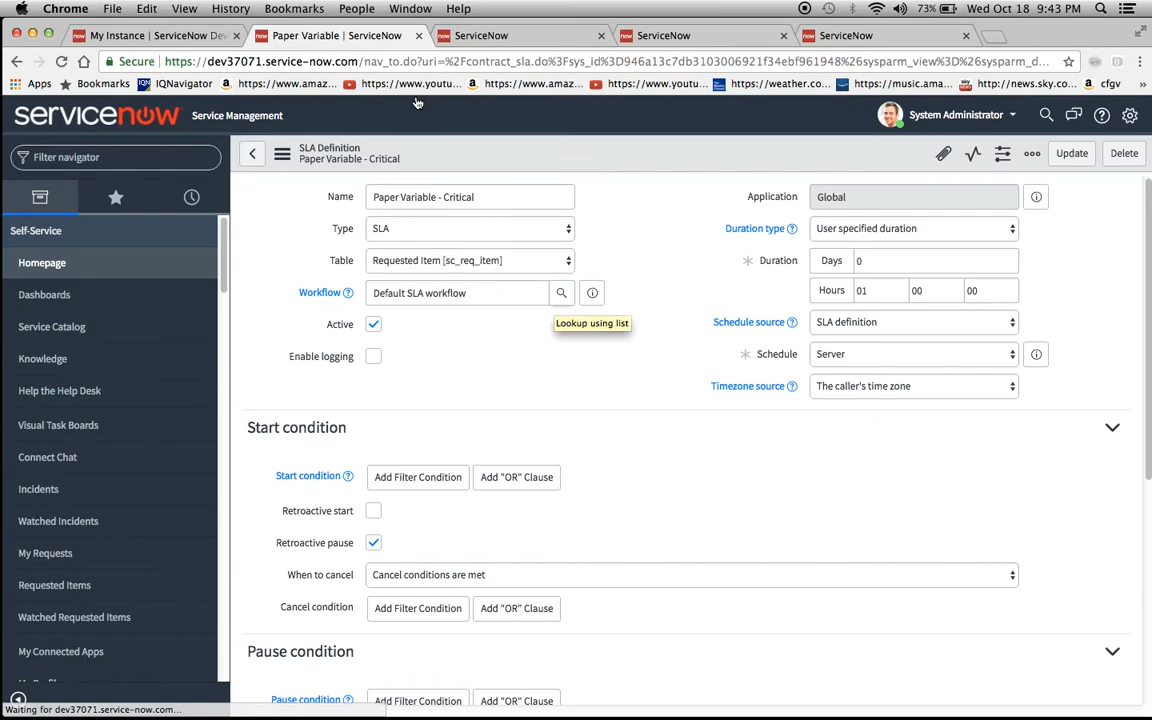 Chrome File Edit View History Bookmarks People Window Help 73% Wed Oct 18 9:43 PM
My Instance | ServiceNow Dev Paper Variable | ServiceNow ServiceNow ServiceNow ServiceNow
Secure https://dev37071.service-now.com/nav_to.do?uri=%2Fcontract_sla.do%3Fsys_id%3D946a13c7db3103006921f34ebf961948%26sysparm_view%3D%26sysparm_d...
Apps Bookmarks IQNavigator https://www.amaz... https://www.youtu... https://www.amaz... https://www.youtu... https://weather.co... https://music.ama... http://news.sky.co... cfgv
servicenow Service Management System Administrator
Filter navigator
SLA Definition
Paper Variable - Critical
Update Delete
Self-Service
Homepage
Dashboards
Service Catalog
Knowledge
Help the Help Desk
Visual Task Boards
Connect Chat
Incidents
Watched Incidents
My Requests
Requested Items
Watched Requested Items
My Connected Apps
Name Paper Variable - Critical
Type SLA
Table Requested Item [sc_req_item]
Workflow Default SLA workflow
Lookup using list
Active
Enable logging
Application Global
Duration type User specified duration
Duration Days 0
Hours 01 00 00
Schedule source SLA definition
Schedule Server
Timezone source The caller's time zone
Start condition
Start condition Add Filter Condition Add "OR" Clause
Retroactive start
Retroactive pause
When to cancel Cancel conditions are met
Cancel condition Add Filter Condition Add "OR" Clause
Pause condition
Pause condition Add Filter Condition Add "OR" Clause
Waiting for dev37071.service-now.com...